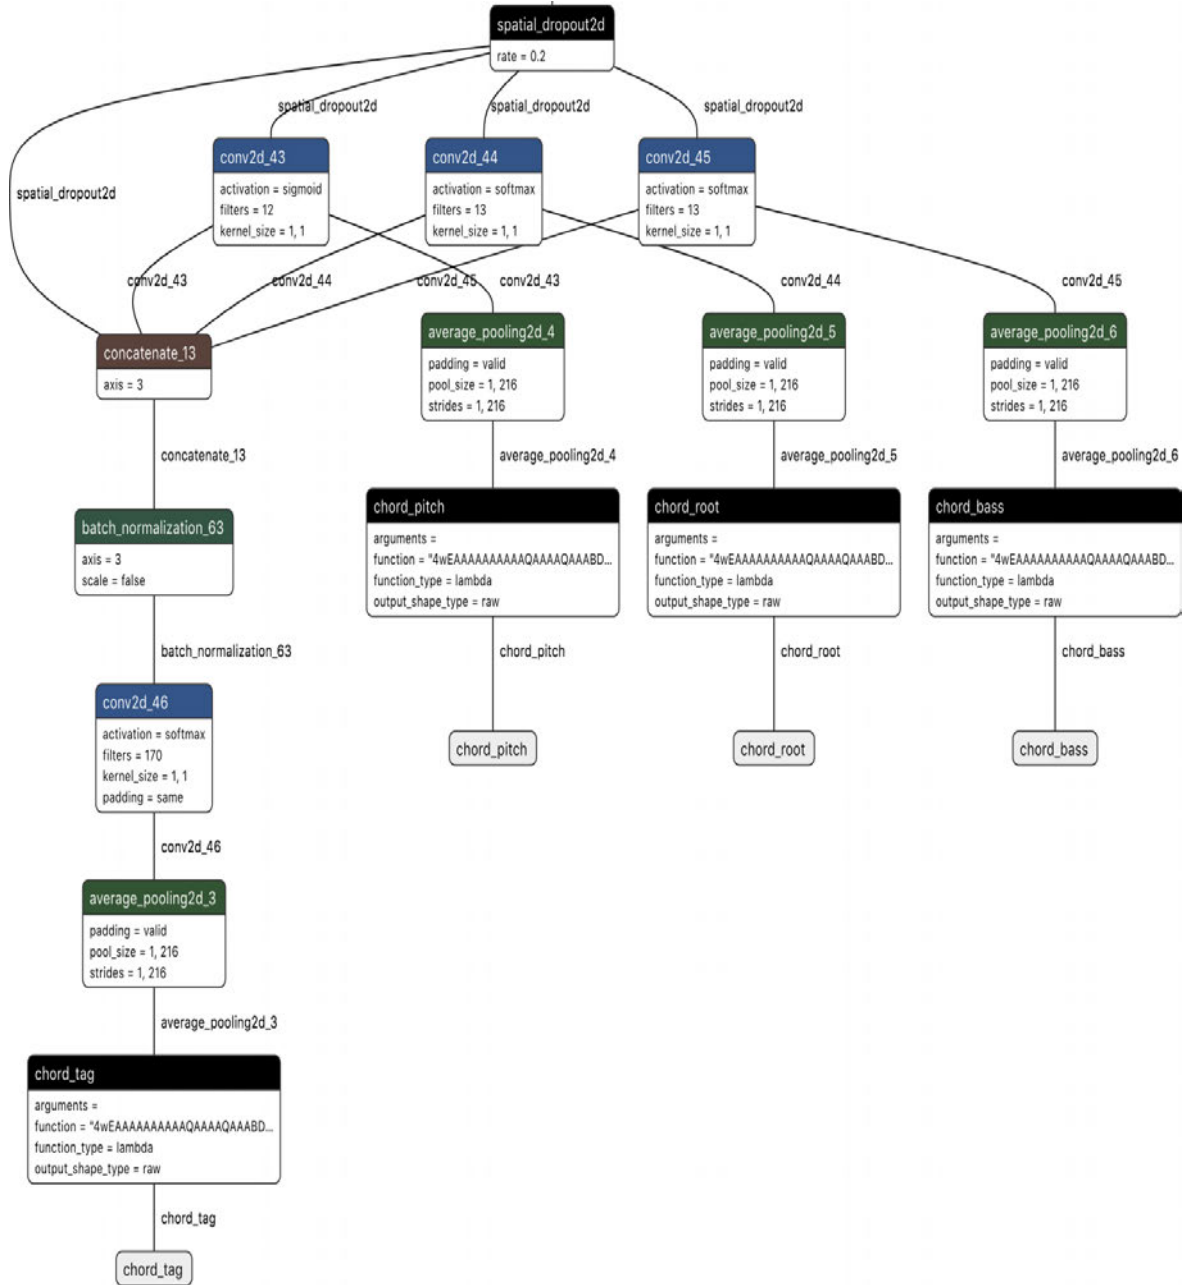 spatial_dropout2d
rate = 0.2
spatial_dropout2d
spatial_dropout2d
spatial_dropout2d
spatial_dropout2d
conv2d_43
activation = sigmoid
filters = 12
kernel_size = 1, 1
conv2d_44
activation = softmax
filters = 13
kernel_size = 1, 1
conv2d_45
activation = softmax
filters = 13
kernel_size = 1, 1
conv2d_43
conv2d_44
conv2d_45
conv2d_43
conv2d_44
conv2d_45
concatenate_13
axis = 3
average_pooling2d_4
padding = valid
pool_size = 1, 216
strides = 1, 216
average_pooling2d_5
padding = valid
pool_size = 1, 216
strides = 1, 216
average_pooling2d_6
padding = valid
pool_size = 1, 216
strides = 1, 216
concatenate_13
average_pooling2d_4
average_pooling2d_5
average_pooling2d_6
batch_normalization_63
axis = 3
scale = false
chord_pitch
arguments =
function = "4wEAAAAAAAAAAQAAAAQAAABD...
function_type = lambda
output_shape_type = raw
chord_root
arguments =
function = "4wEAAAAAAAAAAQAAAAQAAABD...
function_type = lambda
output_shape_type = raw
chord_bass
arguments =
function = "4wEAAAAAAAAAAQAAAAQAAABD...
function_type = lambda
output_shape_type = raw
batch_normalization_63
chord_pitch
chord_root
chord_bass
conv2d_46
activation = softmax
filters = 170
kernel_size = 1, 1
padding = same
chord_pitch
chord_root
chord_bass
conv2d_46
average_pooling2d_3
padding = valid
pool_size = 1, 216
strides = 1, 216
average_pooling2d_3
chord_tag
arguments =
function = "4wEAAAAAAAAAAQAAAAQAAABD...
function_type = lambda
output_shape_type = raw
chord_tag
chord_tag